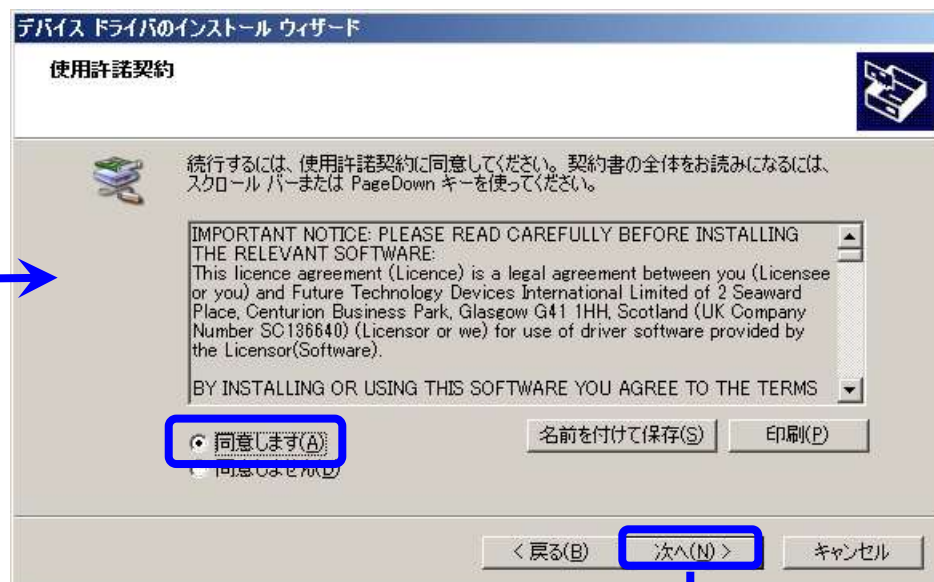 デバイス ドライバのインストール ウィザード
使用許諾契約
続行するには、使用許諾契約に同意してください。契約書の全体をお読みになるには、
スクロール バーまたは PageDown キーを使ってください。
IMPORTANT NOTICE: PLEASE READ CAREFULLY BEFORE INSTALLING
THE RELEVANT SOFTWARE:
This licence agreement (Licence) is a legal agreement between you (Licensee
or you) and Future Technology Devices International Limited of 2 Seaward
Place, Centurion Business Park, Glasgow G41 1HH, Scotland (UK Company
Number SC136640) (Licensor or we) for use of driver software provided by
the Licensor(Software).
BY INSTALLING OR USING THIS SOFTWARE YOU AGREE TO THE TERMS
同意します(A)
名前を付けて保存(S)
印刷(P)
同意しません(D)
< 戻る(B)
次へ(N) >
キャンセル